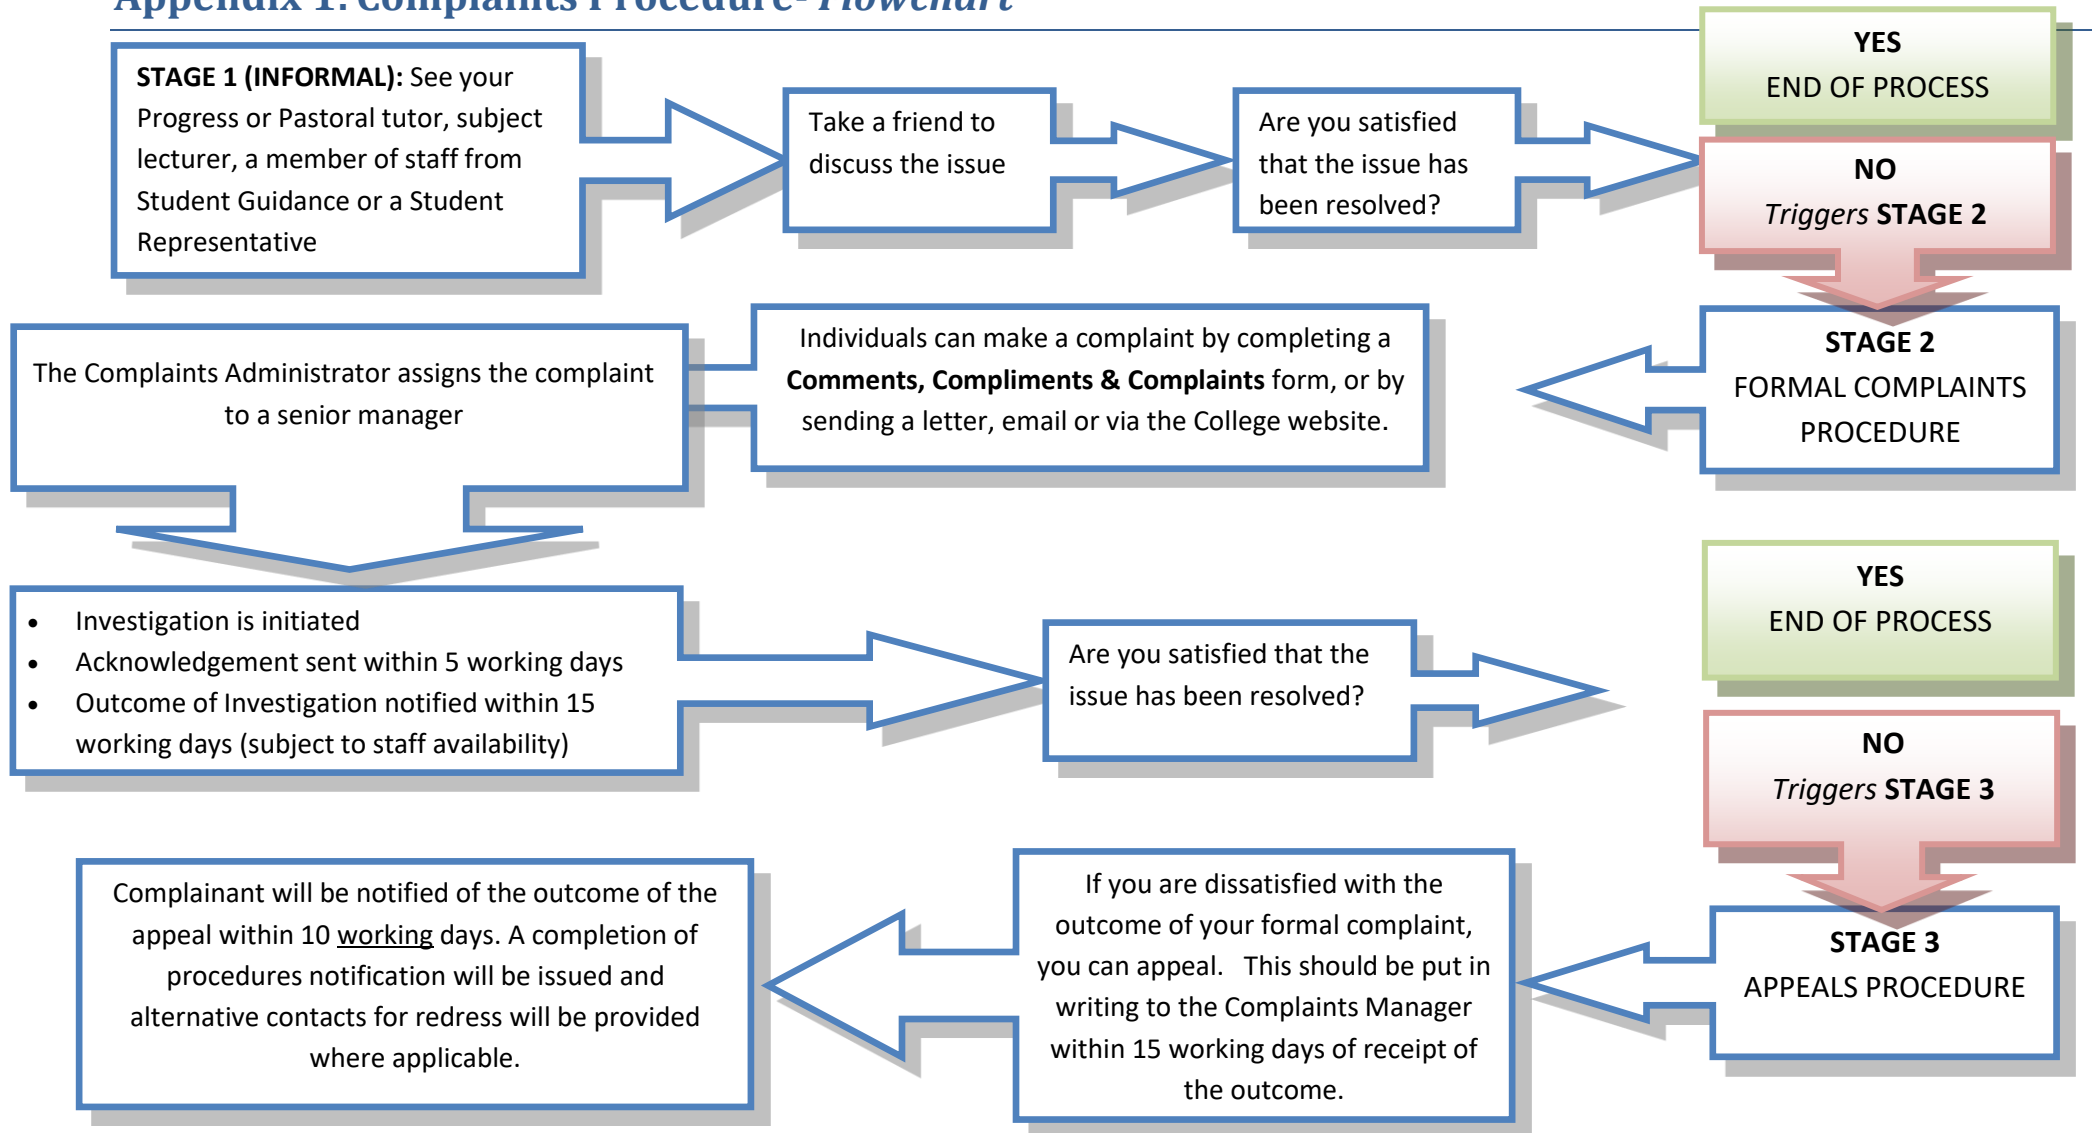 Appendix 1: Complaints Procedure- Flowchart
STAGE 1 (INFORMAL): See your
Progress or Pastoral tutor, subject
lecturer, a member of staff from
Student Guidance or a Student
Representative
Take a friend to
discuss the issue
Are you satisfied
that the issue has
been resolved?
YES
END OF PROCESS
NO
Triggers STAGE 2
STAGE 2
FORMAL COMPLAINTS
PROCEDURE
Individuals can make a complaint by completing a
Comments, Compliments & Complaints form, or by
sending a letter, email or via the College website.
The Complaints Administrator assigns the complaint
to a senior manager
• Investigation is initiated
• Acknowledgement sent within 5 working days
• Outcome of Investigation notified within 15
working days (subject to staff availability)
Are you satisfied that the
issue has been resolved?
YES
END OF PROCESS
NO
Triggers STAGE 3
STAGE 3
APPEALS PROCEDURE
If you are dissatisfied with the
outcome of your formal complaint,
you can appeal.   This should be put in
writing to the Complaints Manager
within 15 working days of receipt of
the outcome.
Complainant will be notified of the outcome of the
appeal within 10 working days. A completion of
procedures notification will be issued and
alternative contacts for redress will be provided
where applicable.